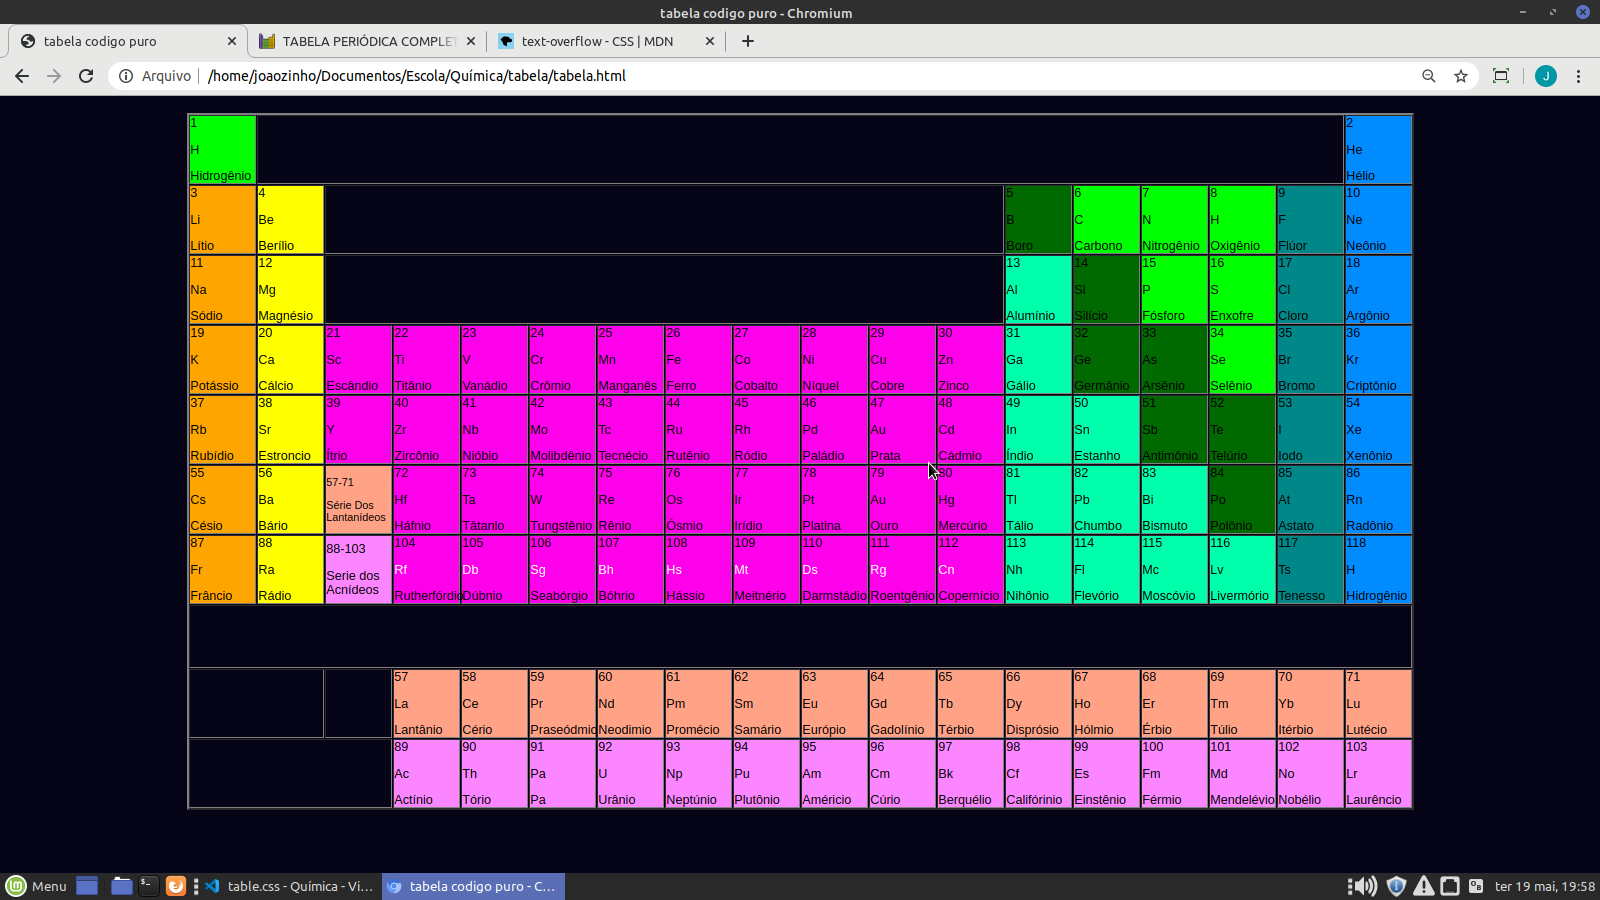 tabela codigo puro - Chromium
tabela codigo puro
TABELA PERIÓDICA COMPLET
text-overflow - CSS | MDN
Arquivo
/home/joaozinho/Documentos/Escola/Química/tabela/tabela.html
J
1 2
H He
Hidrogênio Hélio
3 4 5 6 7 8 9 10
Li Be B C N H F Ne
Lítio Berílio Boro Carbono Nitrogênio Oxigênio Flúor Neônio
11 12 13 14 15 16 17 18
Na Mg Al Si P S Cl Ar
Sódio Magnésio Alumínio Silício Fósforo Enxofre Cloro Argônio
19 20 21 22 23 24 25 26 27 28 29 30 31 32 33 34 35 36
K Ca Sc Ti V Cr Mn Fe Co Ni Cu Zn Ga Ge As Se Br Kr
Potássio Cálcio Escândio Titânio Vanádio Crômio Manganês Ferro Cobalto Níquel Cobre Zinco Gálio Germânio Arsênio Selênio Bromo Criptônio
37 38 39 40 41 42 43 44 45 46 47 48 49 50 51 52 53 54
Rb Sr Y Zr Nb Mo Tc Ru Rh Pd Au Cd In Sn Sb Te I Xe
Rubídio Estroncio Ítrio Zircônio Nióbio Molibdênio Tecnécio Rutênio Ródio Paládio Prata Cádmio Índio Estanho Antimônio Telúrio Iodo Xenônio
55 56 57-71 72 73 74 75 76 77 78 79 80 81 82 83 84 85 86
Cs Ba Série Dos Hf Ta W Re Os Ir Pt Au Hg Tl Pb Bi Po At Rn
Césio Bário Lantanídeos Háfnio Tâtanlo Tungstênio Rênio Ósmio Irídio Platina Ouro Mercúrio Tálio Chumbo Bismuto Polônio Astato Radônio
87 88 88-103 104 105 106 107 108 109 110 111 112 113 114 115 116 117 118
Fr Ra Serie dos Rf Db Sg Bh Hs Mt Ds Rg Cn Nh Fl Mc Lv Ts H
Frâncio Rádio Acnídeos Rutherfórdio Dúbnio Seabórgio Bóhrio Hássio Meitnério Darmstádio Roentgênio Copernício Nihônio Flevório Moscóvio Livermório Tenesso Hidrogênio
57 58 59 60 61 62 63 64 65 66 67 68 69 70 71
La Ce Pr Nd Pm Sm Eu Gd Tb Dy Ho Er Tm Yb Lu
Lantânio Cério Praseódmio Neodimio Promécio Samário Európio Gadolínio Térbio Disprósio Hólmio Érbio Túlio Itérbio Lutécio
89 90 91 92 93 94 95 96 97 98 99 100 101 102 103
Ac Th Pa U Np Pu Am Cm Bk Cf Es Fm Md No Lr
Actínio Tório Pa Urânio Neptúnio Plutônio Américio Cúrio Berquélio Califórinio Einstênio Férmio Mendelévio Nobélio Laurêncio
Menu
table.css - Química - Vi...
tabela codigo puro - C...
ter 19 mai, 19:58